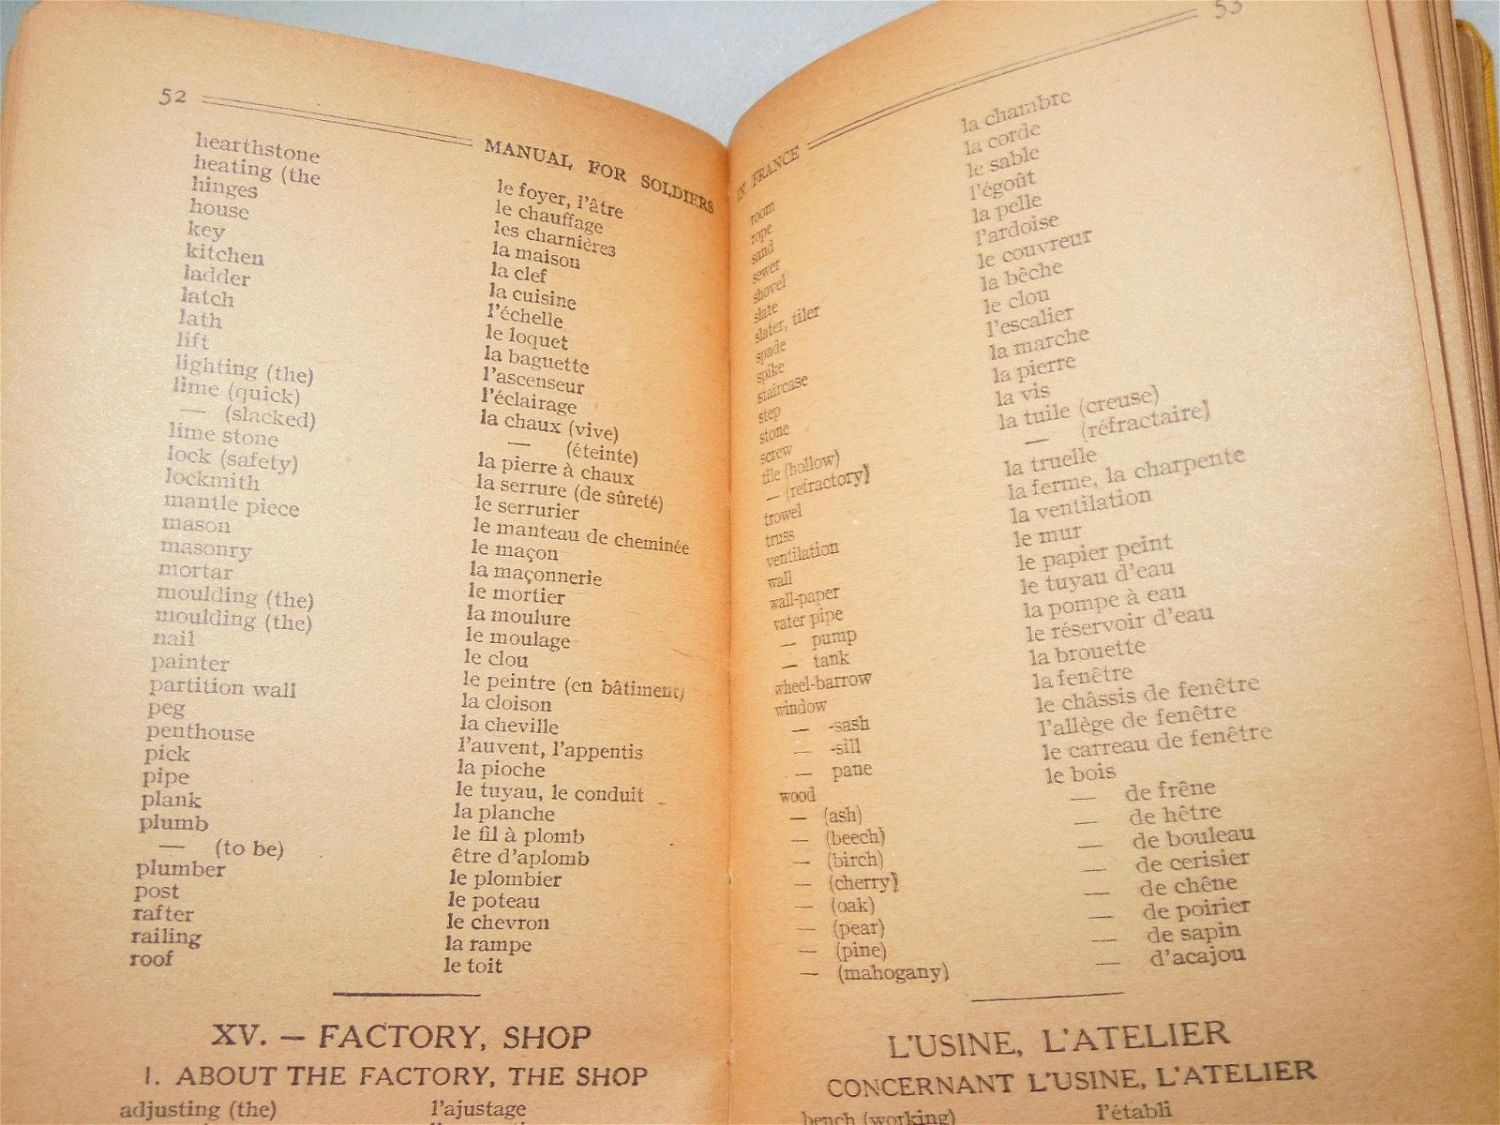 52
MANUAL FOR SOLDIERS
hearthstone le foyer, l'âtre
heating (the le chauffage
hinges les charnières
house la maison
key la clef
kitchen la cuisine
ladder l'échelle
latch le loquet
lath la baguette
lift l'ascenseur
lighting (the) l'éclairage
lime (quick) la chaux (vive)
— (slacked) — (éteinte)
lime stone la pierre à chaux
lock (safety) la serrure (de sûreté)
lockmith le serrurier
mantle piece le manteau de cheminée
mason le maçon
masonry la maçonnerie
mortar le mortier
moulding (the) la moulure
moulding (the) le moulage
nail le clou
painter le peintre (en bâtiment)
partition wall la cloison
peg la cheville
penthouse l'auvent, l'appentis
pick la pioche
pipe le tuyau, le conduit
plank la planche
plumb le fil à plomb
— (to be) être d'aplomb
plumber le plombier
post le poteau
rafter le chevron
railing la rampe
roof le toit
XV. — FACTORY, SHOP
I. ABOUT THE FACTORY, THE SHOP
adjusting (the) l'ajustage
IN FRANCE
53
room la chambre
rope la corde
sand le sable
sewer l'égoût
shovel la pelle
slate l'ardoise
slater, tiler le couvreur
spade la bêche
spike le clou
staircase l'escalier
step la marche
stone la pierre
screw la vis
tile (hollow) la tuile (creuse)
— (refractory) — (réfractaire)
trowel la truelle
truss la ferme, la charpente
ventilation la ventilation
wall le mur
wall-paper le papier peint
vater pipe le tuyau d'eau
— pump la pompe à eau
— tank le réservoir d'eau
wheel-barrow la brouette
window la fenêtre
— -sash le châssis de fenêtre
— -sill l'allège de fenêtre
— pane le carreau de fenêtre
wood le bois
— (ash) — de frêne
— (beech) — de hêtre
— (birch) — de bouleau
— (cherry) — de cerisier
— (oak) — de chêne
— (pear) — de poirier
— (pine) — de sapin
— (mahogany) — d'acajou
L'USINE, L'ATELIER
CONCERNANT L'USINE, L'ATELIER
bench (working) l'établi